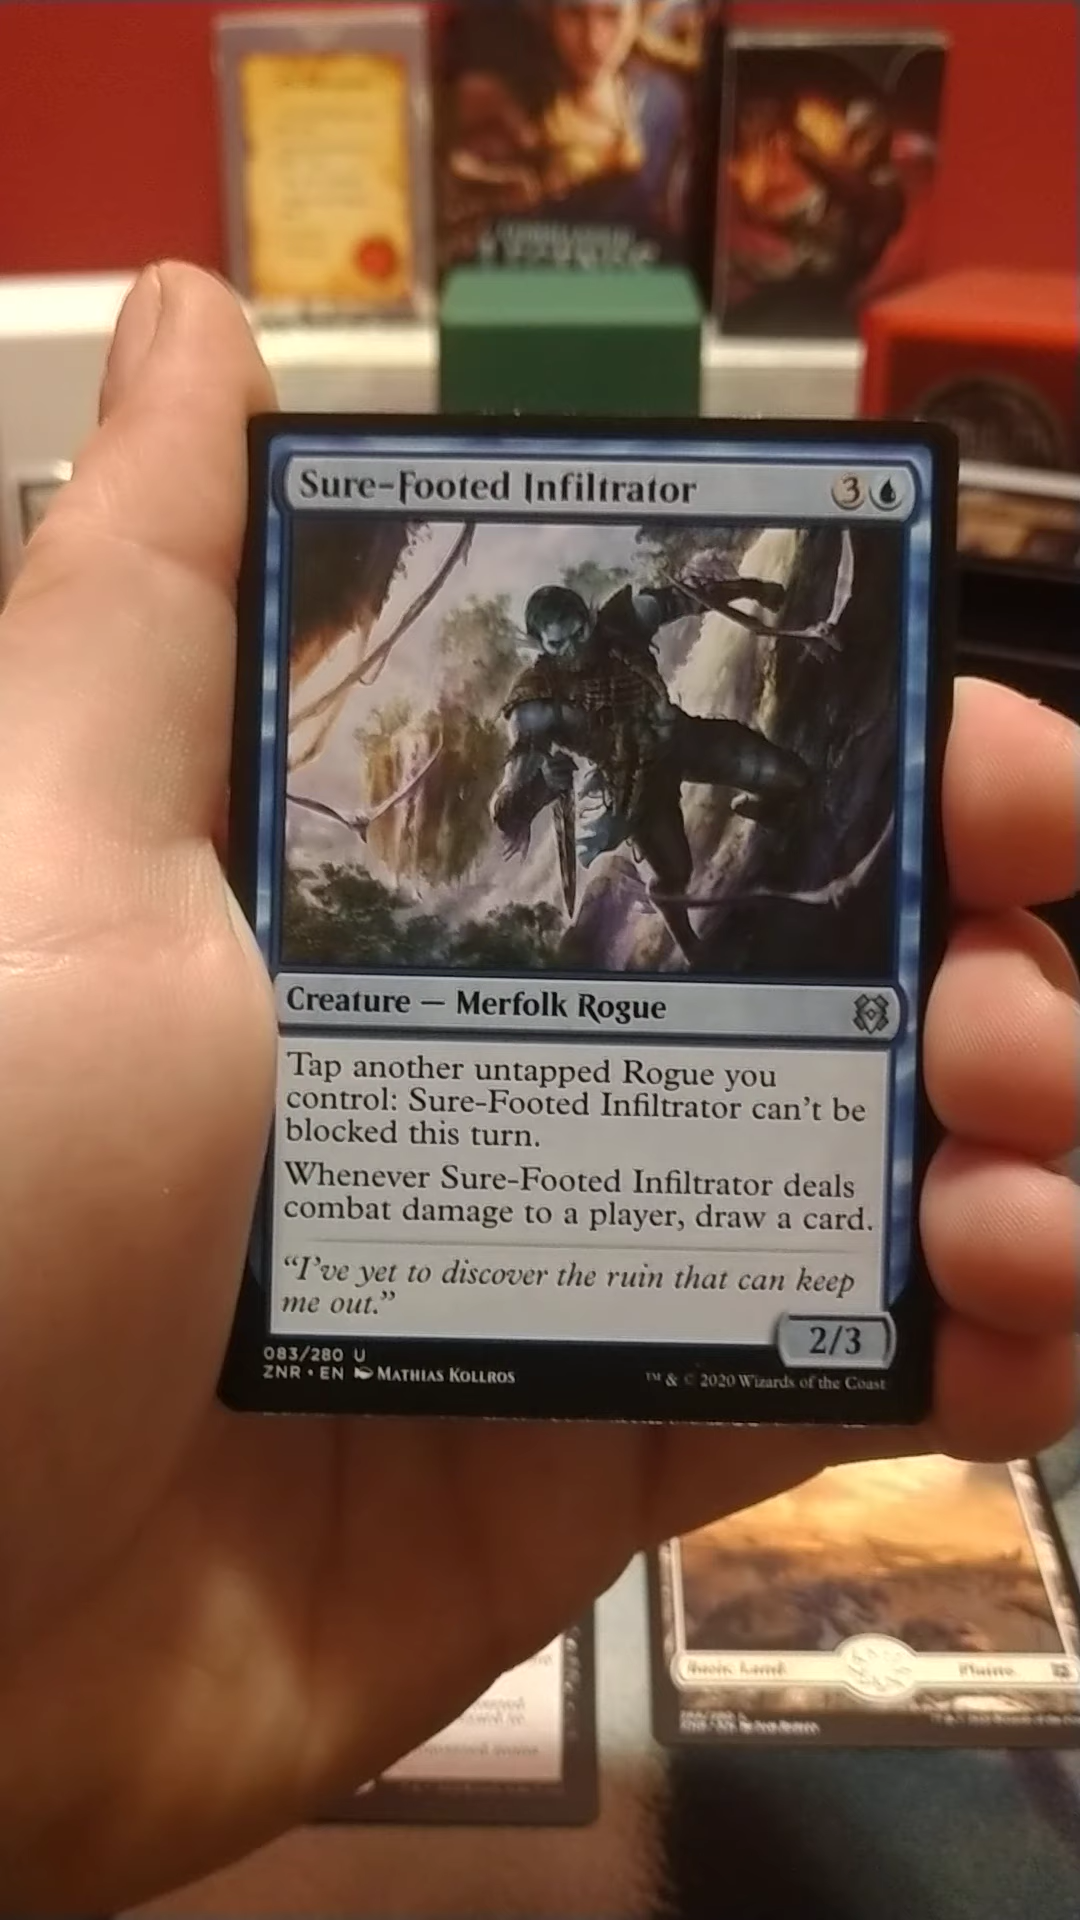 Sure-Footed Infiltrator 3
Creature — Merfolk Rogue
Tap another untapped Rogue you
control: Sure-Footed Infiltrator can't be
blocked this turn.
Whenever Sure-Footed Infiltrator deals
combat damage to a player, draw a card.
“I've yet to discover the ruin that can keep
me out.”
2/3
083/280 U
ZNR • EN MATHIAS KOLLROS
™ & © 2020 Wizards of the Coast